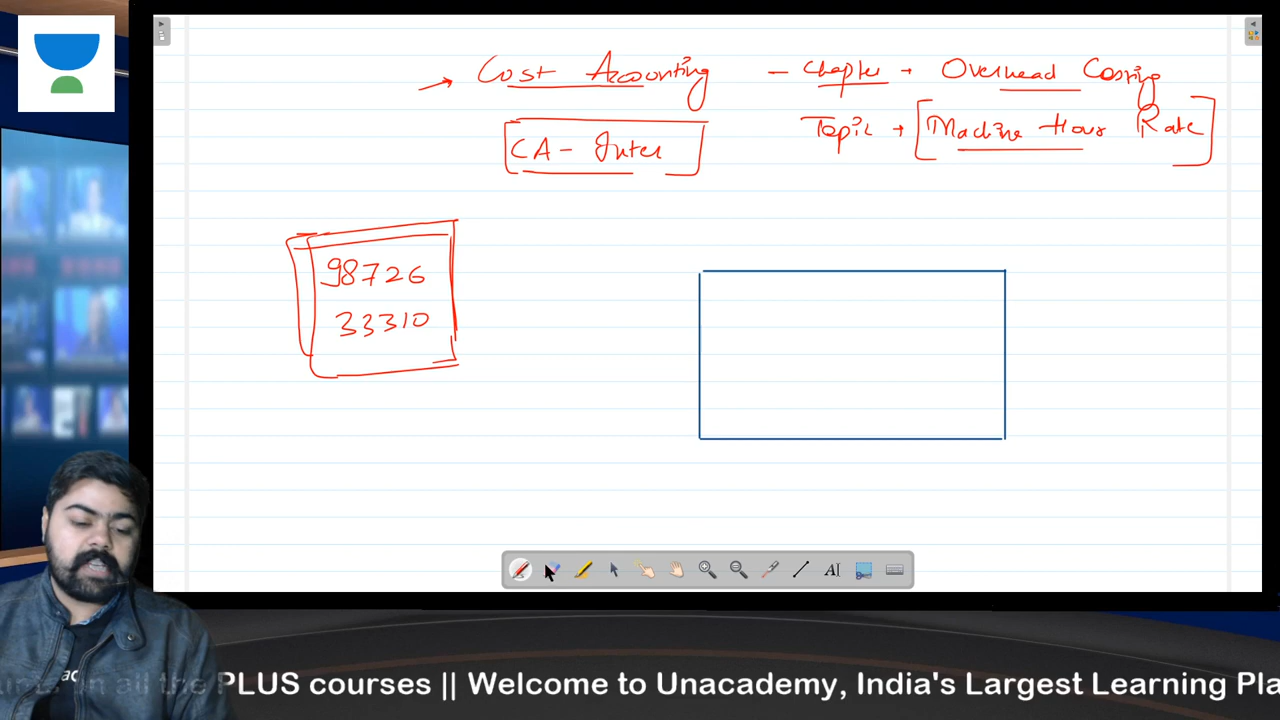 → Cost Accounting - Chapter → Overhead Costing
CA - Inter
Topic → [Machine Hour Rate]
98726
33310
AI
PLUS courses || Welcome to Unacademy, India's Largest Learning Pla